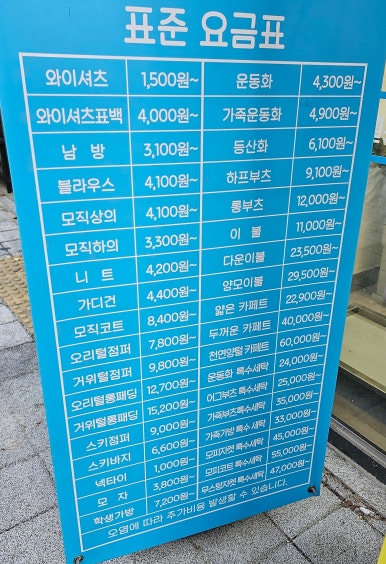 표준 요금표
와이셔츠 1,500원~ 운동화 4,300원~
와이셔츠표백 4,000원~ 가죽운동화 4,900원~
남 방 3,100원~ 등산화 6,100원~
블라우스 4,100원~ 하프부츠 9,100원~
모직상의 4,100원~ 롱부츠 12,000원~
모직하의 3,300원~ 이 불 11,000원~
니 트 4,200원~ 다운이불 23,500원~
가디건 4,400원~ 양모이불 29,500원~
모직코트 8,400원~ 얇은 카페트 22,900원~
오리털점퍼 7,800원~ 두꺼운 카페트 40,000원~
거위털점퍼 9,800원~ 천연양털 카페트 60,000원~
오리털롱패딩 12,700원~ 운동화 특수세탁 24,000원~
거위털롱패딩 15,200원~ 어그부츠 특수세탁 25,000원~
스키점퍼 9,000원~ 가죽부츠 특수세탁 35,000원~
스키바지 6,600원~ 가죽가방 특수세탁 33,000원~
넥타이 1,000원~ 모피자켓 특수세탁 45,000원~
모 자 3,800원~ 모피코트 특수세탁 55,000원~
학생가방 7,200원~ 무스탕자켓 특수세탁 47,000원~
오염에 따라 추가비용 발생할 수 있습니다.